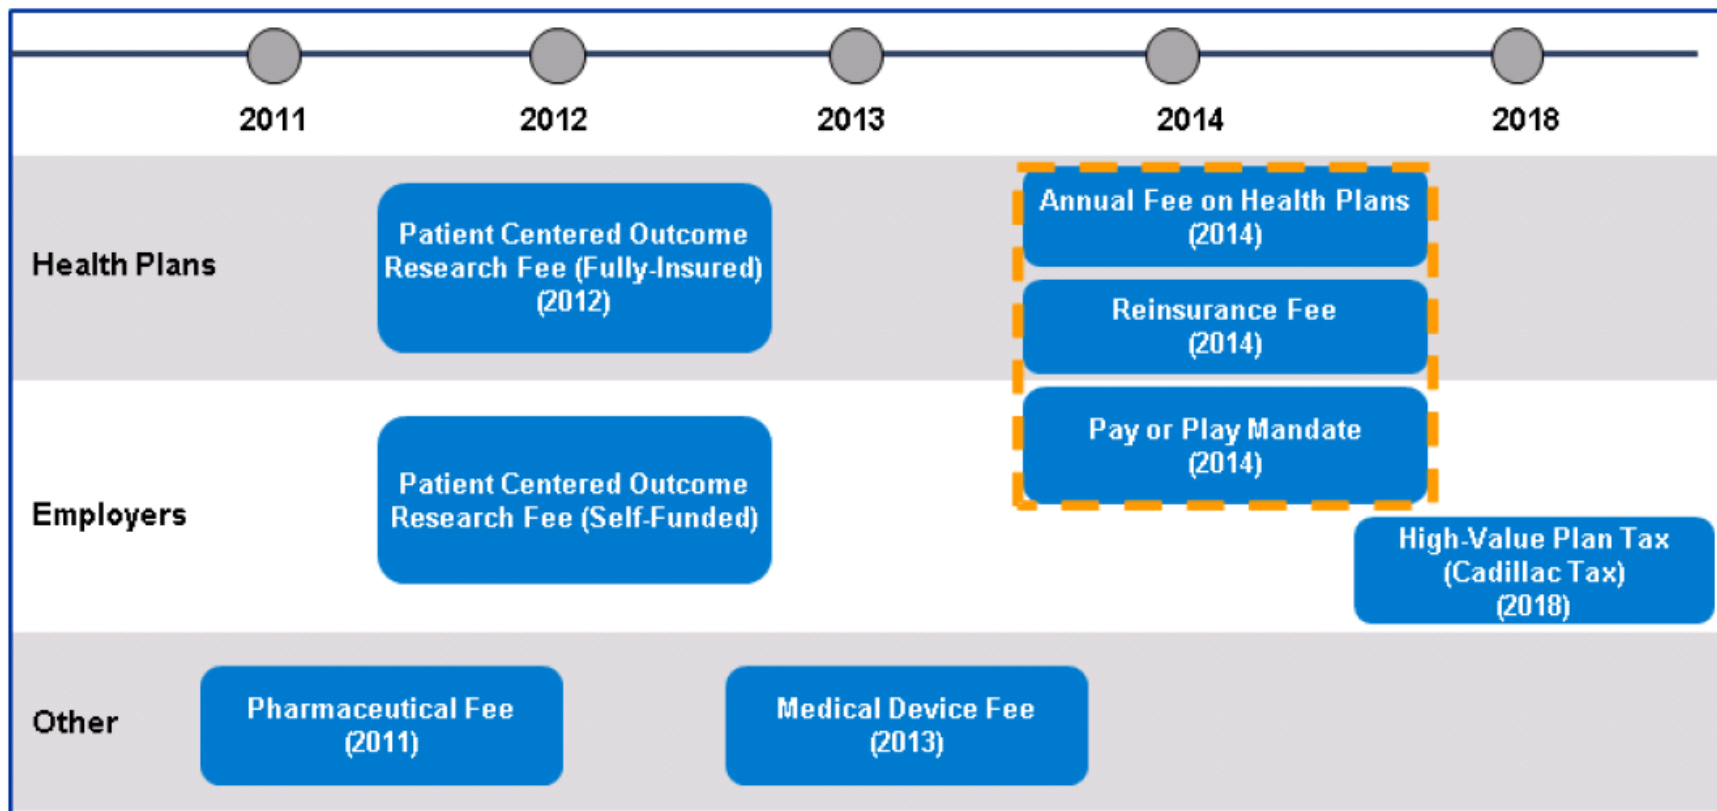 2011
2012
2013
2014
2018
Health Plans
Patient Centered Outcome
Research Fee (Fully-Insured)
(2012)
Annual Fee on Health Plans
(2014)
Reinsurance Fee
(2014)
Employers
Patient Centered Outcome
Research Fee (Self-Funded)
Pay or Play Mandate
(2014)
High-Value Plan Tax
(Cadillac Tax)
(2018)
Other
Pharmaceutical Fee
(2011)
Medical Device Fee
(2013)